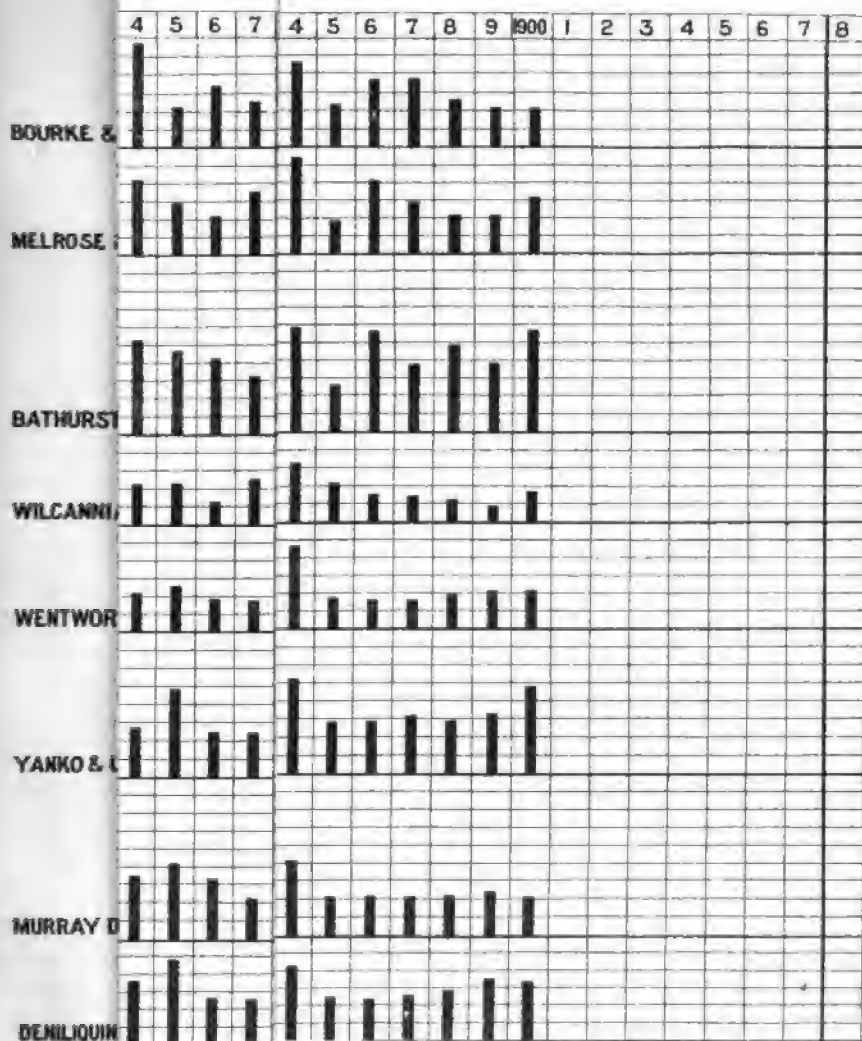 4 5 6 7 4 5 6 7 8 9 1900 1 2 3 4 5 6 7 8
BOURKE &
MELROSE
BATHURST
WILCANNIA
WENTWOR
YANKO &
MURRAY D
DENILIQUIN